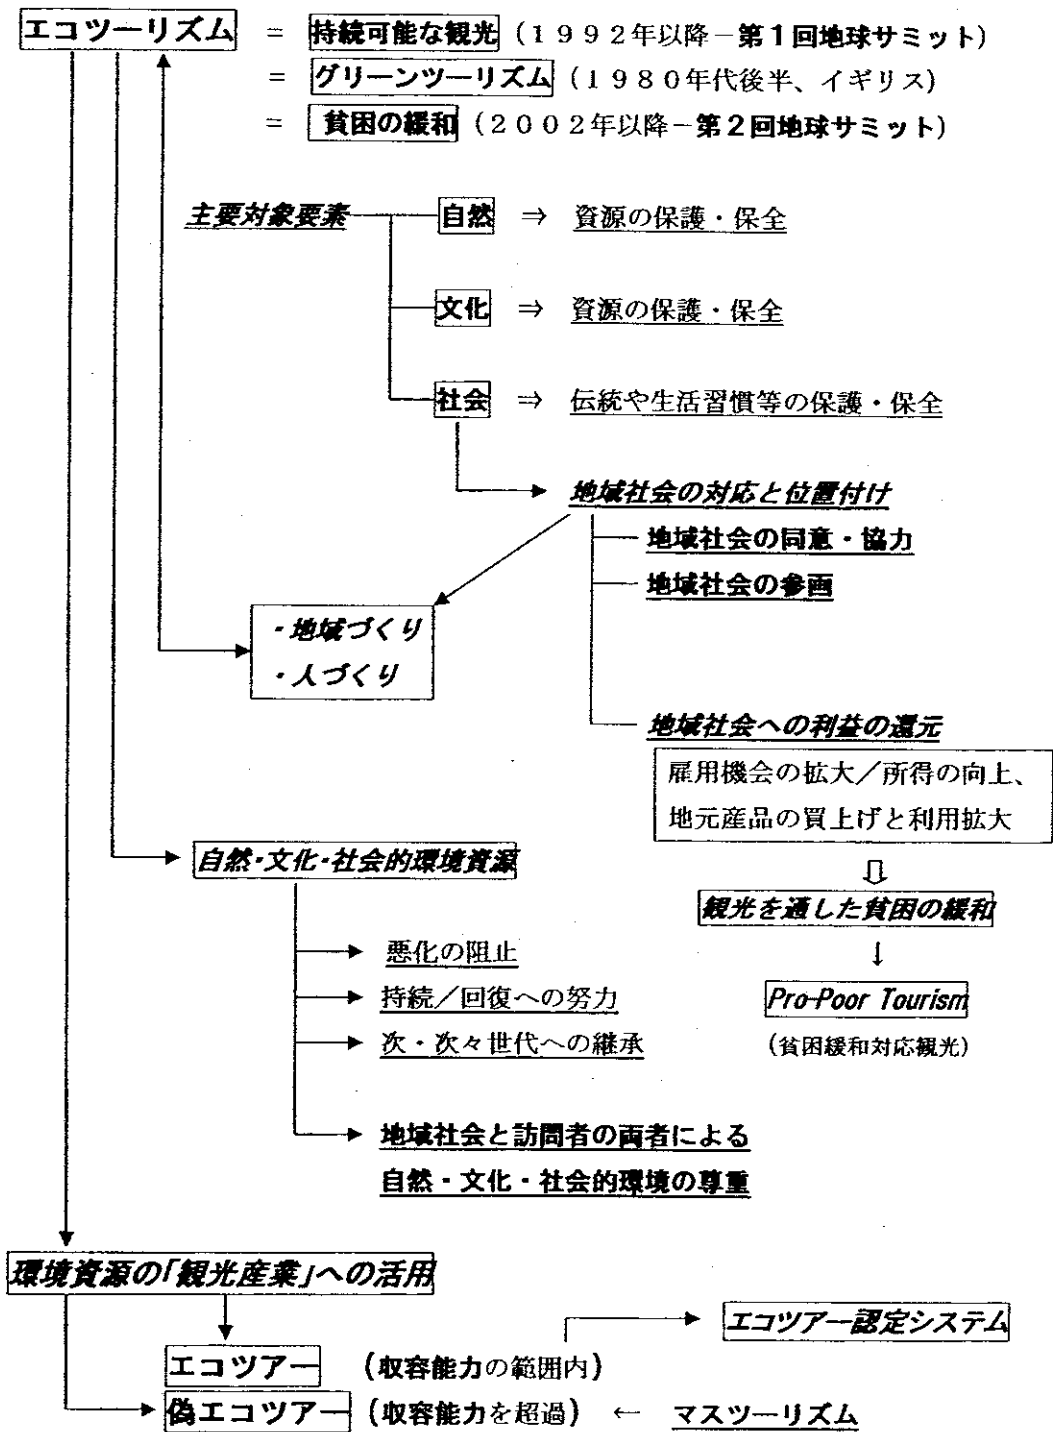 エコツーリズム = 持続可能な観光 (1992年以降－第1回地球サミット)
= グリーンツーリズム (1980年代後半、イギリス)
= 貧困の緩和 (2002年以降－第2回地球サミット)
主要対象要素 自然 ⇒ 資源の保護・保全
文化 ⇒ 資源の保護・保全
社会 ⇒ 伝統や生活習慣等の保護・保全
地域社会の対応と位置付け
地域社会の同意・協力
地域社会の参画
・地域づくり
・人づくり
地域社会への利益の還元
雇用機会の拡大／所得の向上、
地元産品の買上げと利用拡大
自然・文化・社会的環境資源
観光を通した貧困の緩和
悪化の阻止
持続／回復への努力
Pro-Poor Tourism
次・次々世代への継承
(貧困緩和対応観光)
地域社会と訪問者の両者による
自然・文化・社会的環境の尊重
環境資源の「観光産業」への活用
エコツアー認定システム
エコツアー (収容能力の範囲内)
偽エコツアー (収容能力を超過) ← マスツーリズム